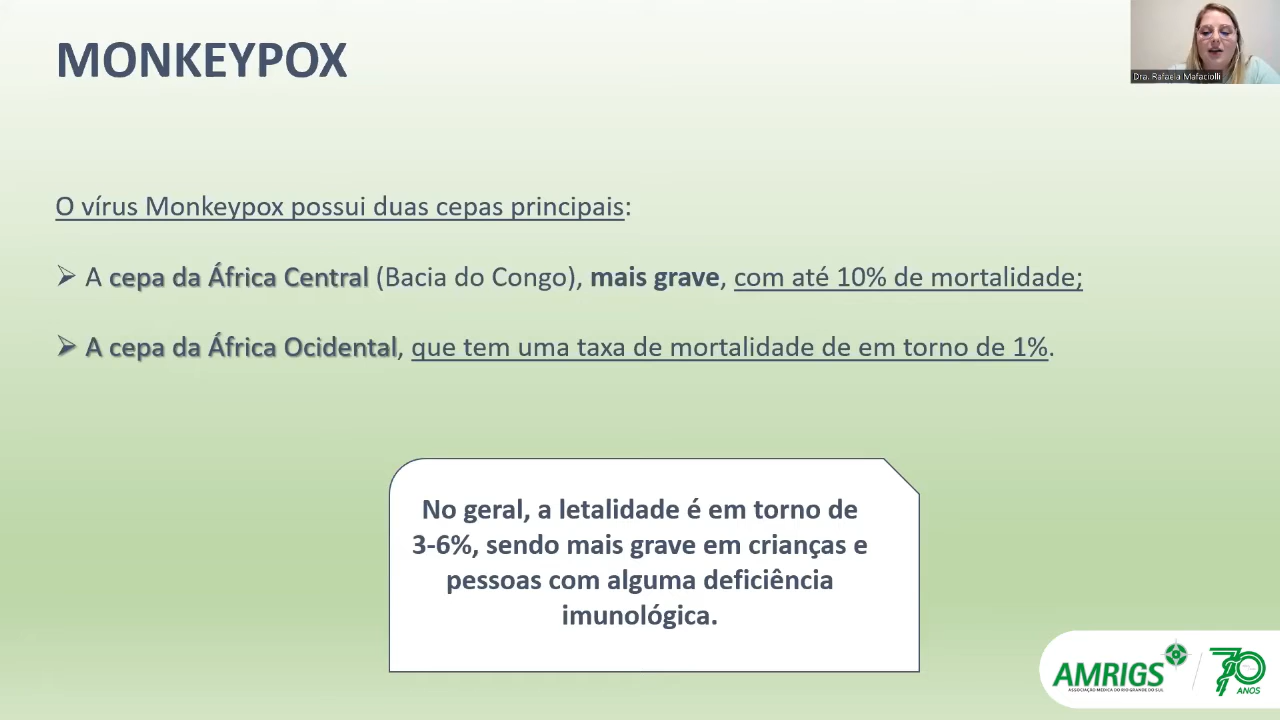 MONKEYPOX
Dra. Rafaela Mafaciolli
O vírus Monkeypox possui duas cepas principais:
➢ A cepa da África Central (Bacia do Congo), mais grave, com até 10% de mortalidade;
➢ A cepa da África Ocidental, que tem uma taxa de mortalidade de em torno de 1%.
No geral, a letalidade é em torno de
3-6%, sendo mais grave em crianças e
pessoas com alguma deficiência
imunológica.
AMRIGS
ASSOCIAÇÃO MÉDICA DO RIO GRANDE DO SUL
70
ANOS